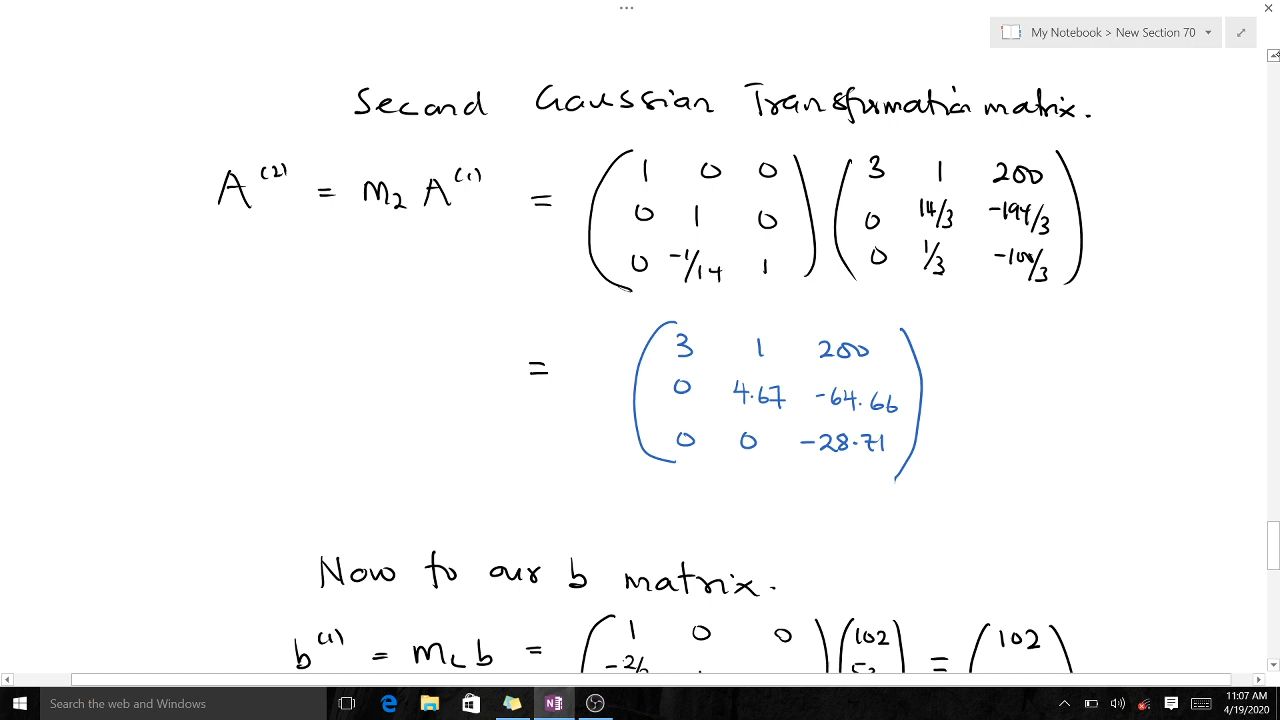 My Notebook > New Section 70
Second Gaussian Transformation matrix.
A^(2) = m₂ A^(1) = ( 1 0 0 ) ( 3 1 200 )
( 0 1 0 ) ( 0 14/3 -194/3 )
( 0 -1/14 1 ) ( 0 1/3 -100/3 )
= ( 3 1 200 )
( 0 4.67 -64.66 )
( 0 0 -28.71 )
Now to our b matrix.
b^(1) = m₁ b = ( 1 0 0 ) ( 102 ) = ( 102 )
Search the web and Windows
11:07 AM
4/19/2020